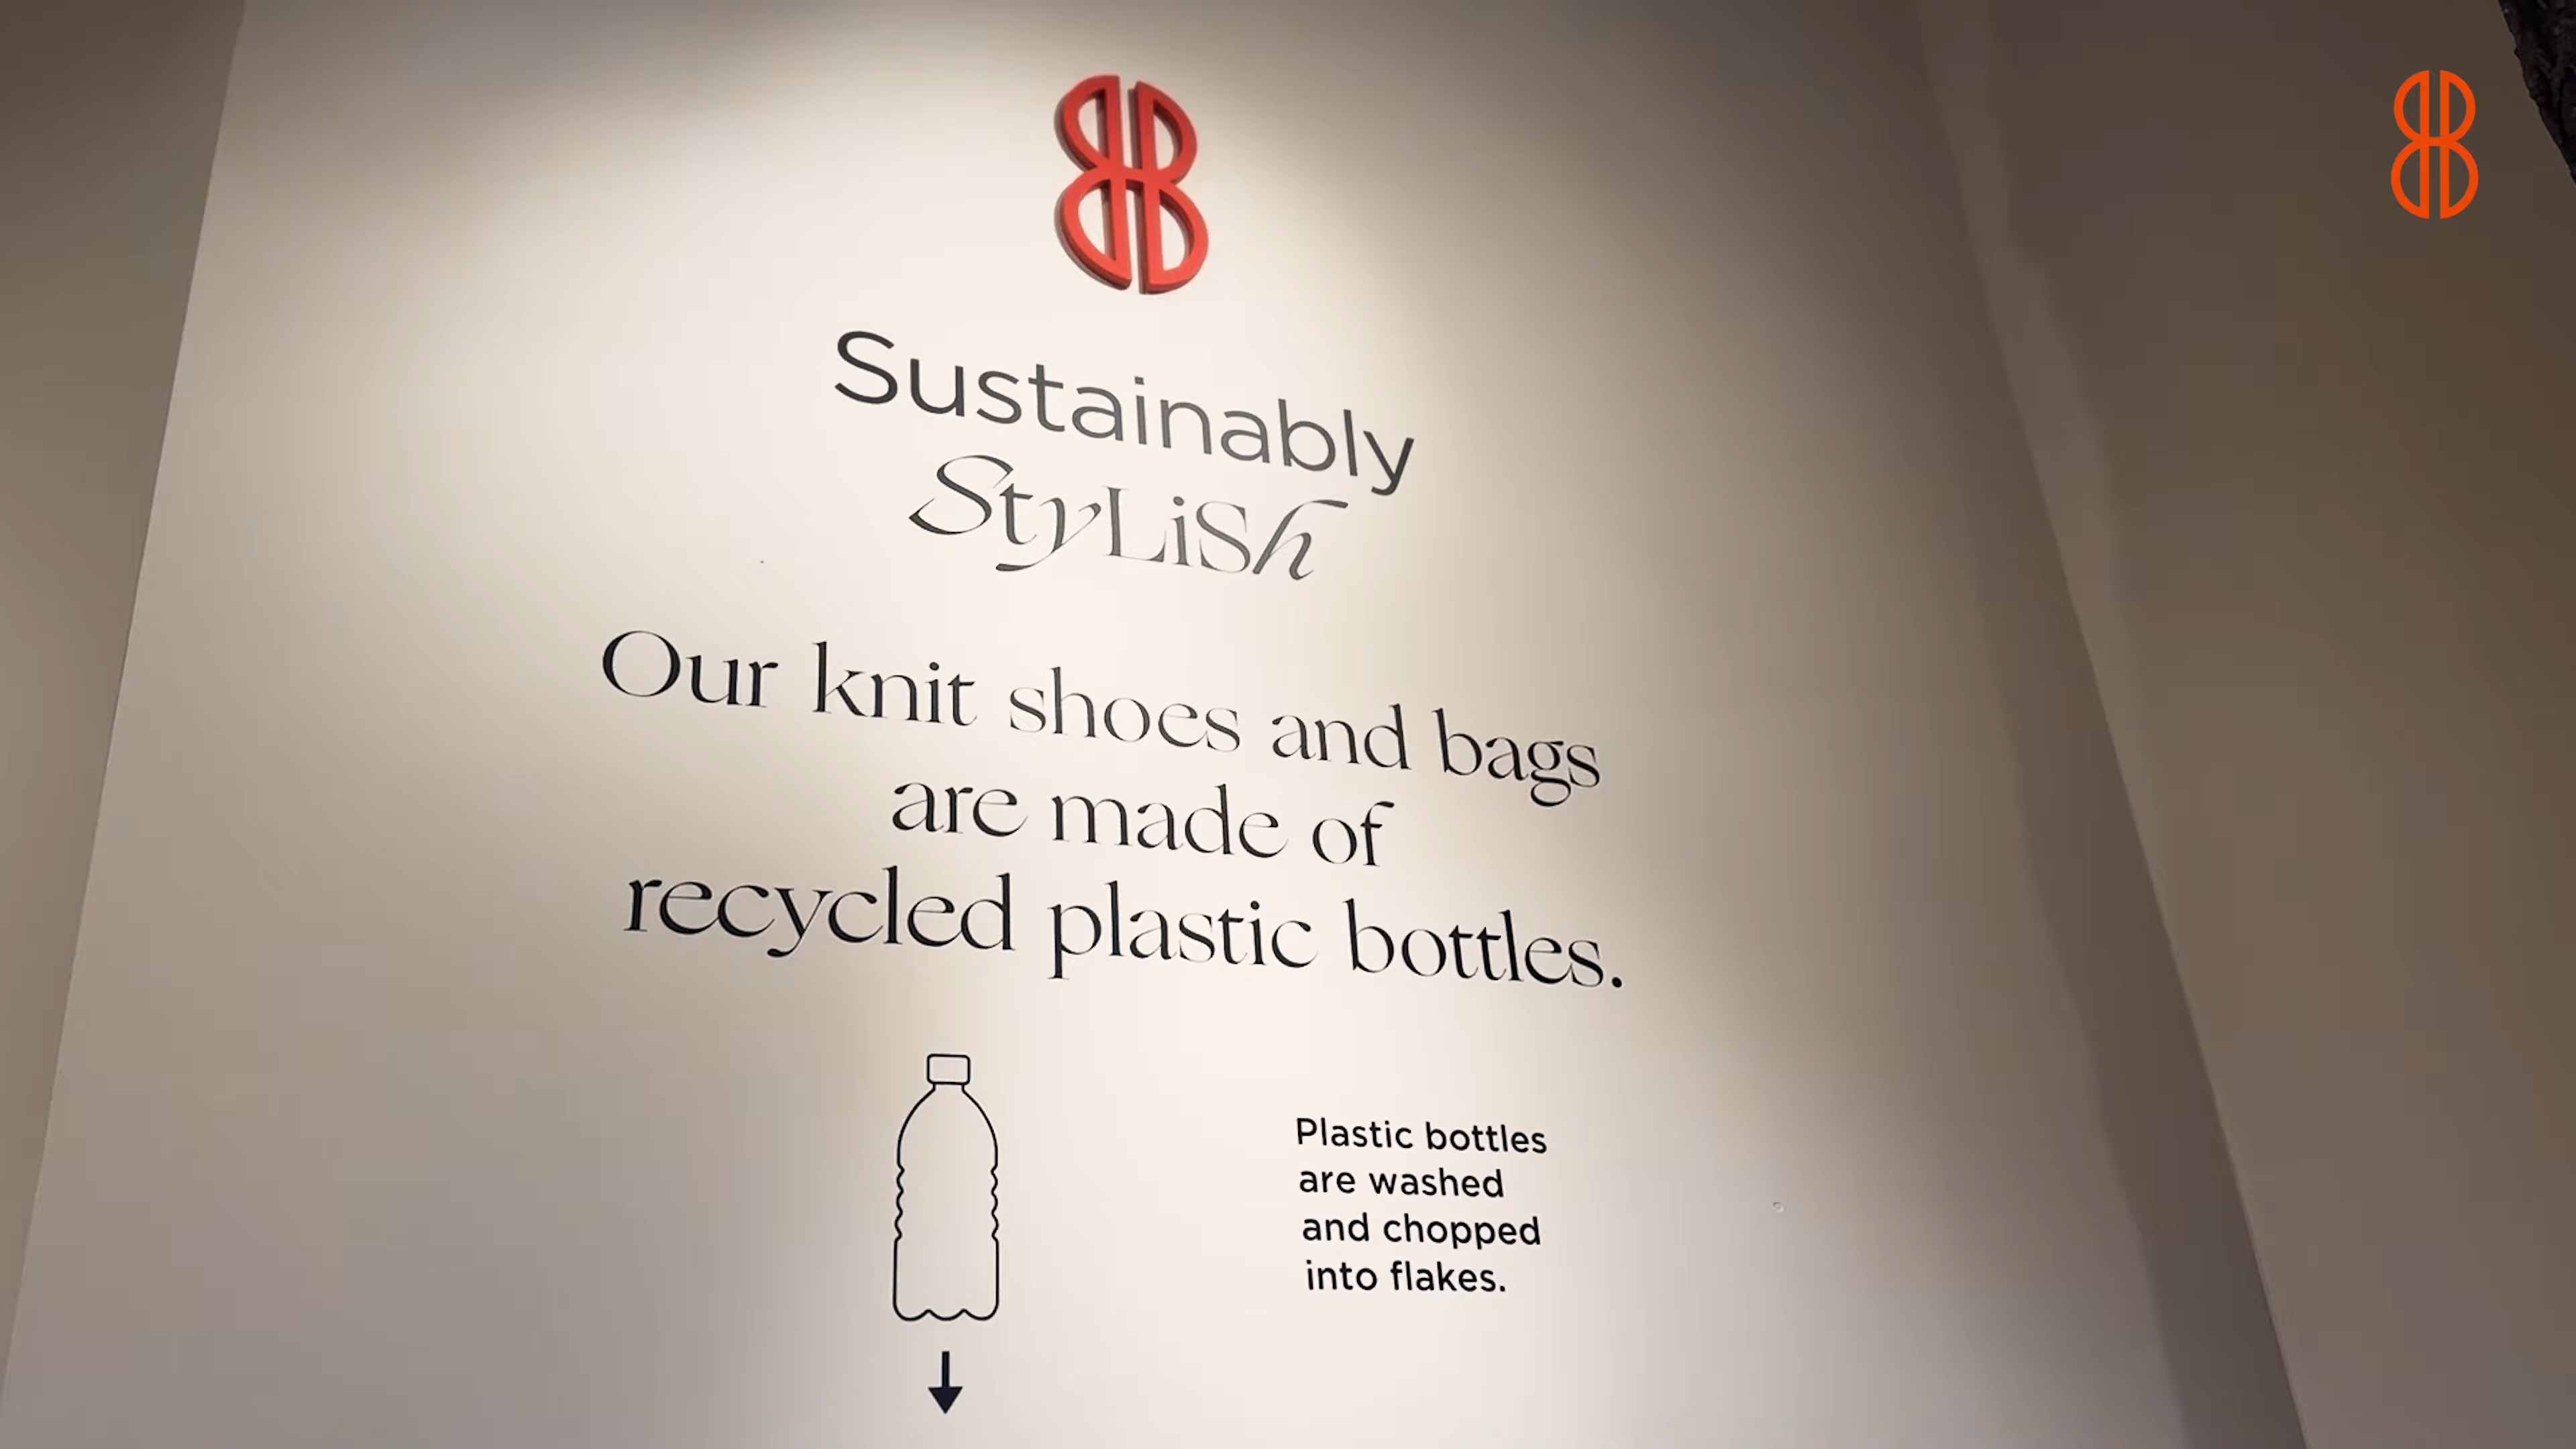 Sustainably
StyLiSh
Our knit shoes and bags
are made of
recycled plastic bottles.
Plastic bottles
are washed
and chopped
into flakes.